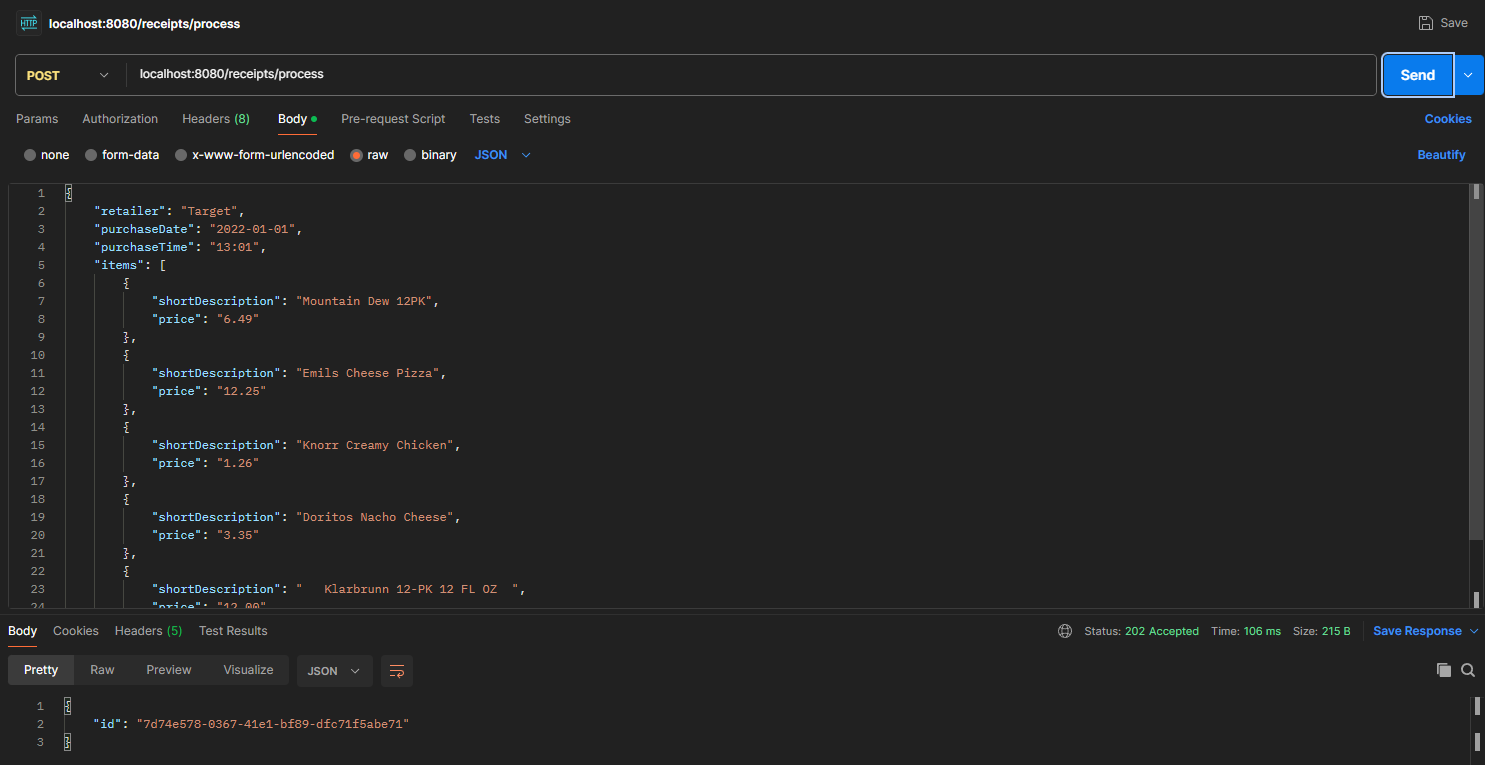 HTTP localhost:8080/receipts/process Save
POST localhost:8080/receipts/process Send
Params Authorization Headers (8) Body Pre-request Script Tests Settings Cookies
none form-data x-www-form-urlencoded raw binary JSON Beautify
1 {
2 "retailer": "Target",
3 "purchaseDate": "2022-01-01",
4 "purchaseTime": "13:01",
5 "items": [
6 {
7 "shortDescription": "Mountain Dew 12PK",
8 "price": "6.49"
9 },
10 {
11 "shortDescription": "Emils Cheese Pizza",
12 "price": "12.25"
13 },
14 {
15 "shortDescription": "Knorr Creamy Chicken",
16 "price": "1.26"
17 },
18 {
19 "shortDescription": "Doritos Nacho Cheese",
20 "price": "3.35"
21 },
22 {
23 "shortDescription": "   Klarbrunn 12-PK 12 FL OZ  ",
24 "price": "12.00"
Body Cookies Headers (5) Test Results Status: 202 Accepted Time: 106 ms Size: 215 B Save Response
Pretty Raw Preview Visualize JSON
1 {
2 "id": "7d74e578-0367-41e1-bf89-dfc71f5abe71"
3 }